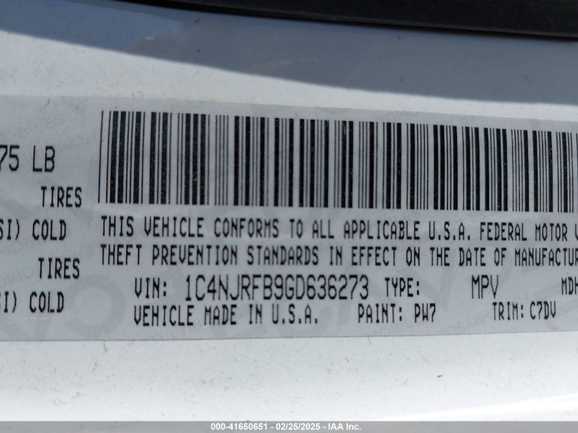 75 LB
TIRES
SI) COLD
TIRES
SI) COLD
THIS VEHICLE CONFORMS TO ALL APPLICABLE U.S.A. FEDERAL MOTOR
THEFT PREVENTION STANDARDS IN EFFECT ON THE DATE OF MANUFACTUR
VIN: 1C4NJRFB9GD636273 TYPE: MPV MDH
VEHICLE MADE IN U.S.A. PAINT: PW7 TRIM: C7DV
000-41650651 - 02/25/2025 - IAA Inc.